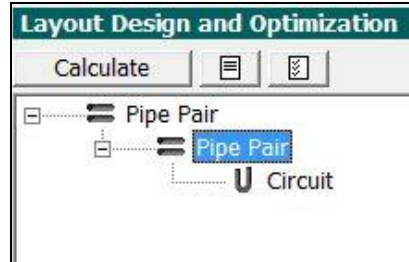 Layout Design and Optimization
Calculate
Pipe Pair
Pipe Pair
Circuit